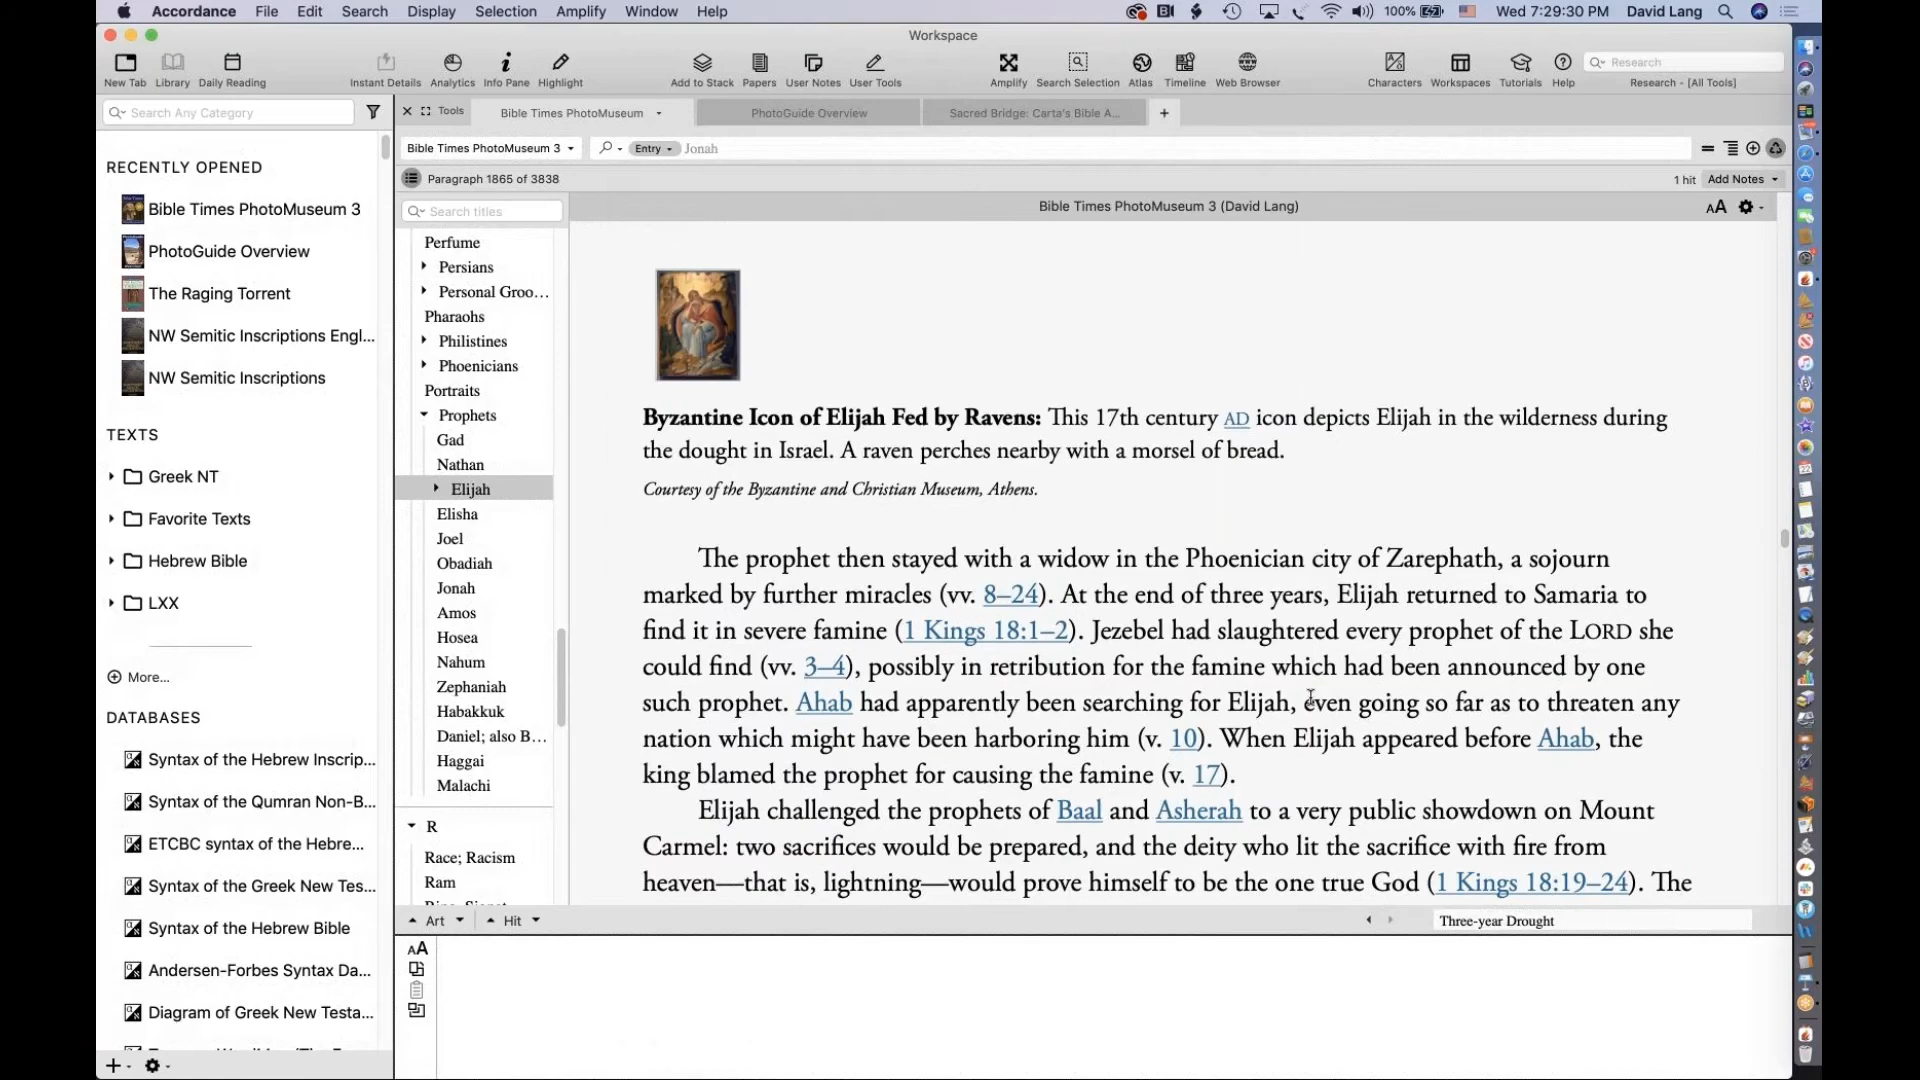 Accordance File Edit Search Display Selection Amplify Window Help
100% Wed 7:29:30 PM David Lang
Workspace
New Tab Library Daily Reading Instant Details Analytics Info Pane Highlight Add to Stack Papers User Notes User Tools Amplify Search Selection Atlas Timeline Web Browser Characters Workspaces Tutorials Help
Research
Research - [All Tools]
Search Any Category
Tools Bible Times PhotoMuseum PhotoGuide Overview Sacred Bridge: Carta's Bible A...
Bible Times PhotoMuseum 3 Entry Jonah
Paragraph 1865 of 3838 1 hit Add Notes
Bible Times PhotoMuseum 3 (David Lang)
RECENTLY OPENED
Bible Times PhotoMuseum 3
PhotoGuide Overview
The Raging Torrent
NW Semitic Inscriptions Engl...
NW Semitic Inscriptions
TEXTS
Greek NT
Favorite Texts
Hebrew Bible
LXX
More...
DATABASES
Syntax of the Hebrew Inscrip...
Syntax of the Qumran Non-B...
ETCBC syntax of the Hebre...
Syntax of the Greek New Tes...
Syntax of the Hebrew Bible
Andersen-Forbes Syntax Da...
Diagram of Greek New Testa...
Search titles
Perfume
Persians
Personal Groo...
Pharaohs
Philistines
Phoenicians
Portraits
Prophets
Gad
Nathan
Elijah
Elisha
Joel
Obadiah
Jonah
Amos
Hosea
Nahum
Zephaniah
Habakkuk
Daniel; also B...
Haggai
Malachi
R
Race; Racism
Ram
Byzantine Icon of Elijah Fed by Ravens: This 17th century AD icon depicts Elijah in the wilderness during
the dought in Israel. A raven perches nearby with a morsel of bread.
Courtesy of the Byzantine and Christian Museum, Athens.
The prophet then stayed with a widow in the Phoenician city of Zarephath, a sojourn
marked by further miracles (vv. 8–24). At the end of three years, Elijah returned to Samaria to
find it in severe famine (1 Kings 18:1–2). Jezebel had slaughtered every prophet of the LORD she
could find (vv. 3–4), possibly in retribution for the famine which had been announced by one
such prophet. Ahab had apparently been searching for Elijah, even going so far as to threaten any
nation which might have been harboring him (v. 10). When Elijah appeared before Ahab, the
king blamed the prophet for causing the famine (v. 17).
Elijah challenged the prophets of Baal and Asherah to a very public showdown on Mount
Carmel: two sacrifices would be prepared, and the deity who lit the sacrifice with fire from
heaven—that is, lightning—would prove himself to be the one true God (1 Kings 18:19–24). The
Art Hit Three-year Drought